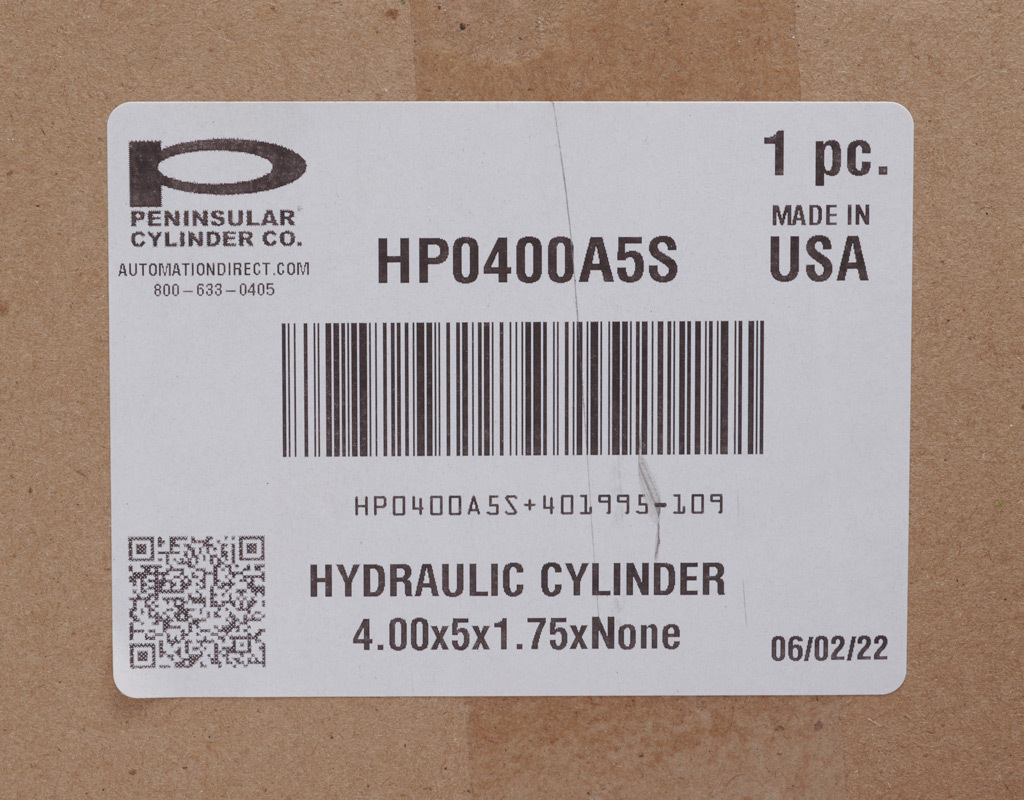 PENINSULAR
CYLINDER CO.
AUTOMATIONDIRECT.COM
800-633-0405
1 pc.
MADE IN
USA
HP0400A5S
HP0400A5S+401995-109
HYDRAULIC CYLINDER
4.00x5x1.75xNone
06/02/22